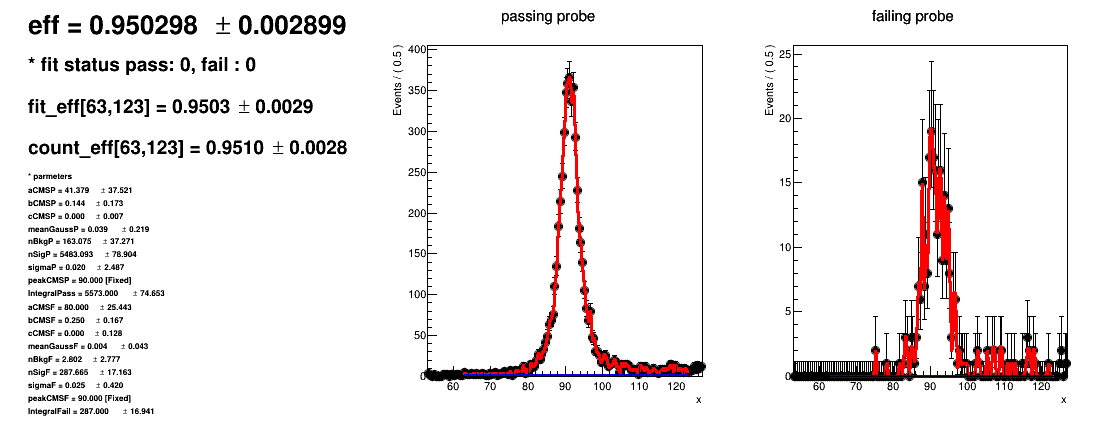 eff = 0.950298 ± 0.002899
* fit status pass: 0, fail : 0
fit_eff[63,123] = 0.9503 ± 0.0029
count_eff[63,123] = 0.9510 ± 0.0028
* parmeters
aCMSP = 41.379 ± 37.521
bCMSP = 0.144 ± 0.173
cCMSP = 0.000 ± 0.007
meanGaussP = 0.039 ± 0.219
nBkgP = 163.075 ± 37.271
nSigP = 5483.093 ± 76.904
sigmaP = 0.020 ± 2.487
peakCMSP = 90.000 [Fixed]
IntegralPass = 5573.000 ± 74.653
aCMSF = 80.000 ± 25.443
bCMSF = 0.250 ± 0.167
cCMSF = 0.000 ± 0.128
meanGaussF = 0.004 ± 0.043
nBkgF = 2.802 ± 2.777
nSigF = 287.665 ± 17.163
sigmaF = 0.025 ± 0.420
peakCMSF = 90.000 [Fixed]
IntegralFail = 287.000 ± 16.941
passing probe
Events / ( 0.5 )
400
350
300
250
200
150
100
50
0
60 70 80 90 100 110 120
x
failing probe
Events / ( 0.5 )
25
20
15
10
5
0
60 70 80 90 100 110 120
x